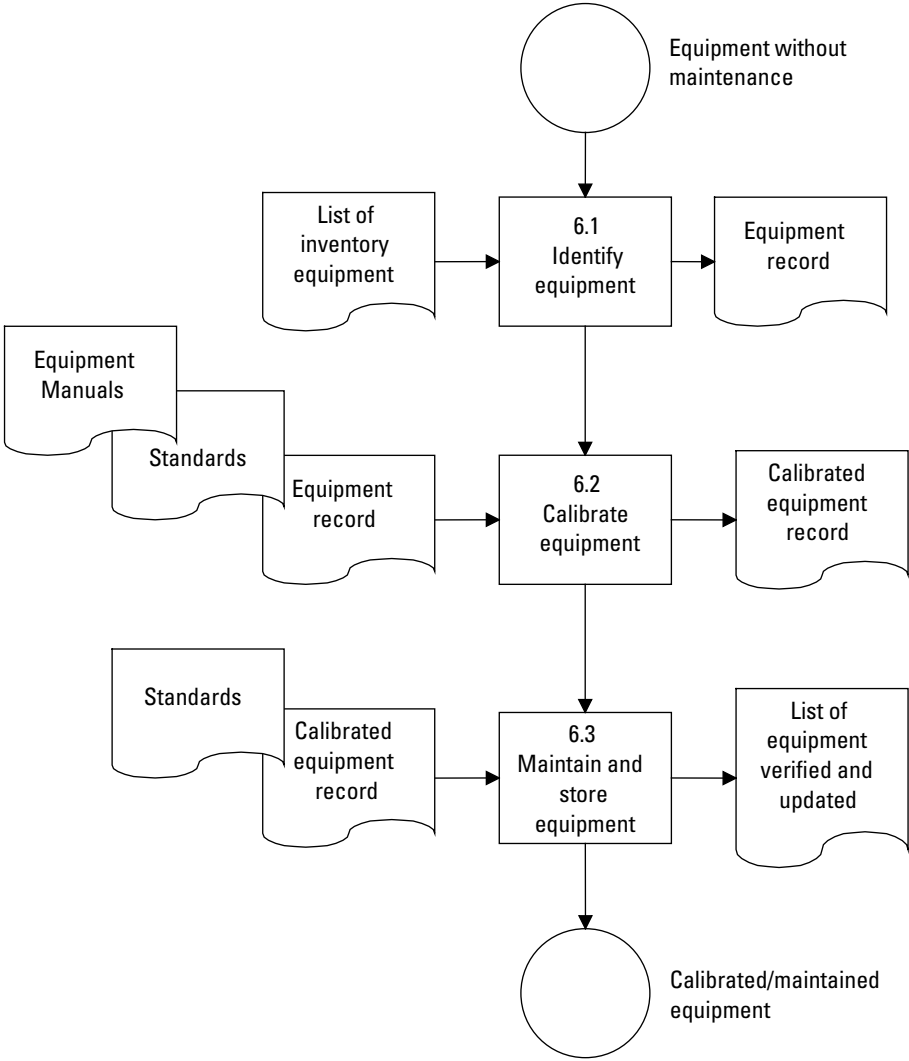 Equipment without
maintenance
List of
inventory
equipment
6.1
Identify
equipment
Equipment
record
Equipment
Manuals
Standards
Equipment
record
6.2
Calibrate
equipment
Calibrated
equipment
record
Standards
Calibrated
equipment
record
6.3
Maintain and
store
equipment
List of
equipment
verified and
updated
Calibrated/maintained
equipment